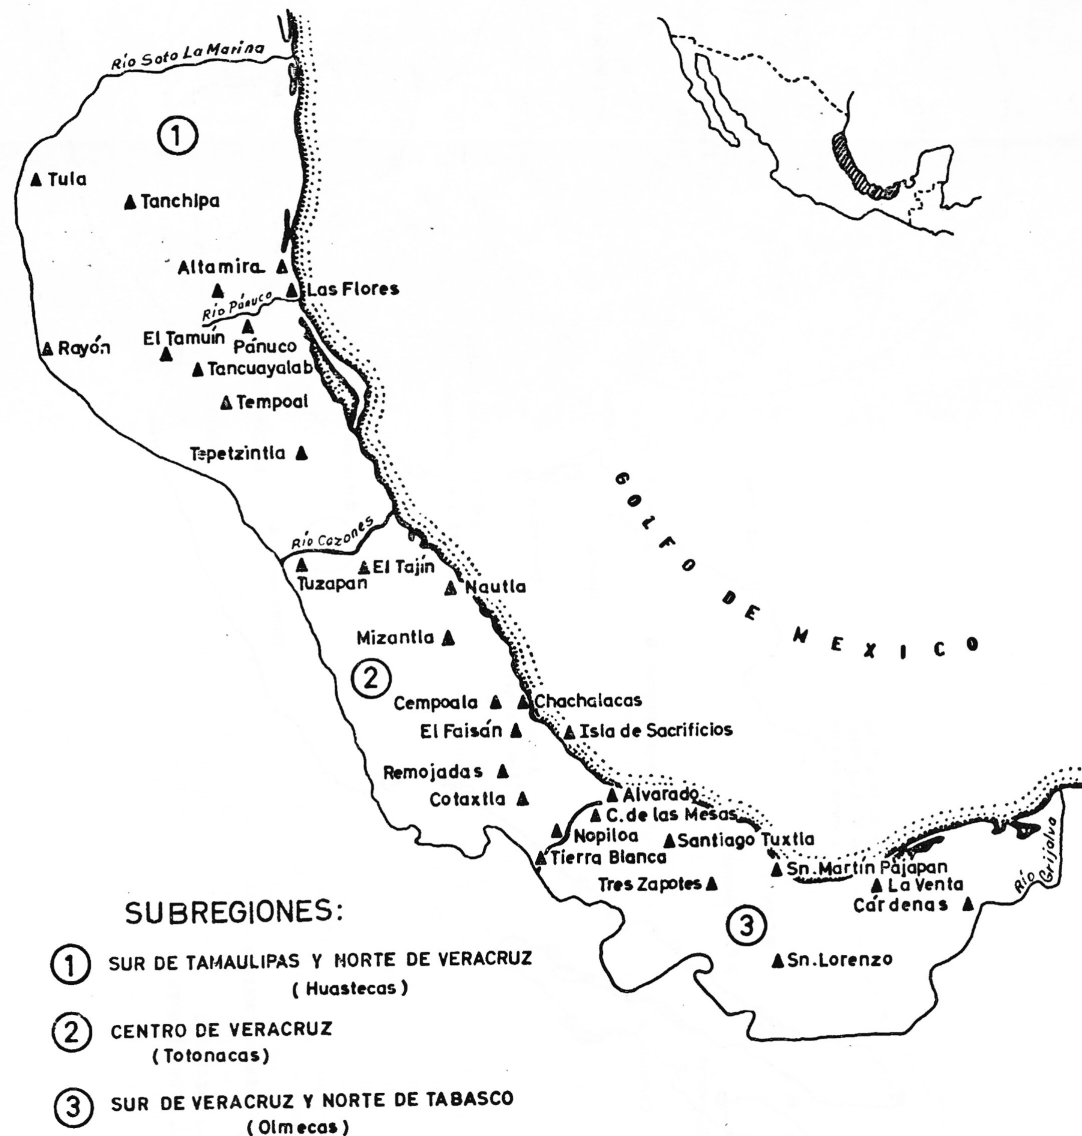 Río Soto La Marina
1
Tula
Tanchipa
Altamira
Las Flores
Río Pánuco
El Tamuín
Pánuco
Rayón
Tancuayalab
Tempoal
Tepetzintla
Río Cazones
Tuzapan
El Tajín
Nautla
GOLFO DE MEXICO
Mizantla
2
Cempoala
Chachalacas
El Faisán
Isla de Sacrificios
Remojadas
Cotaxtla
Alvarado
C. de las Mesas
Nopiloa
Santiago Tuxtla
Tierra Blanca
Sn. Martín Pajapan
Tres Zapotes
La Venta
Cárdenas
Río Grijalva
3
Sn. Lorenzo
SUBREGIONES:
1 SUR DE TAMAULIPAS Y NORTE DE VERACRUZ
(Huastecas)
2 CENTRO DE VERACRUZ
(Totonacas)
3 SUR DE VERACRUZ Y NORTE DE TABASCO
(Olmecas)